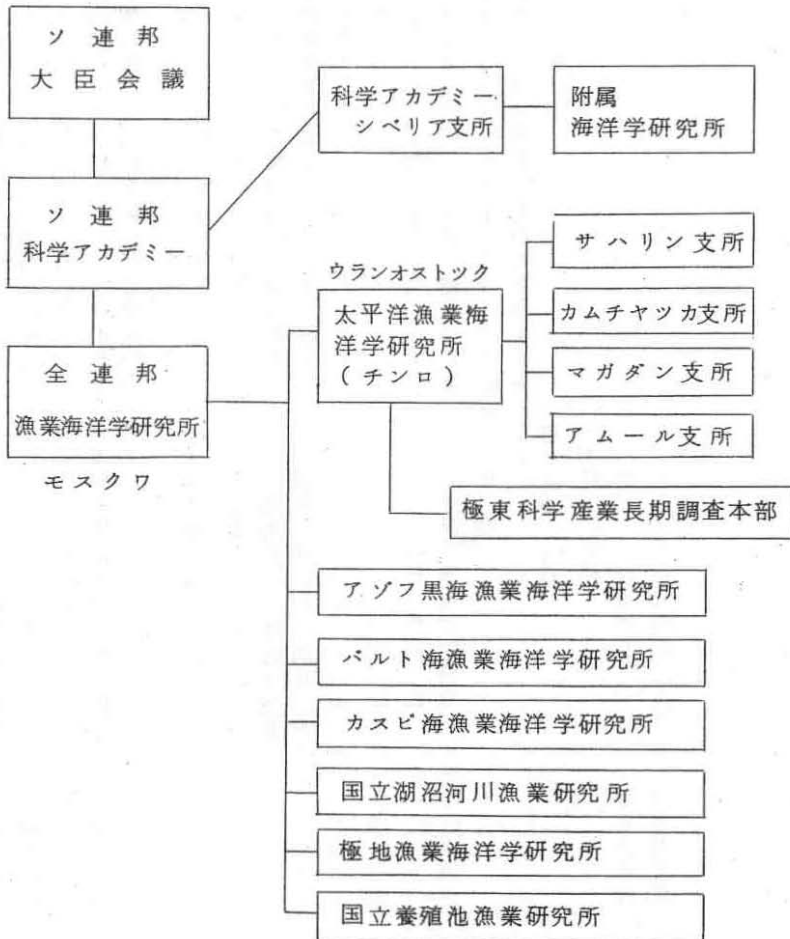 ソ連邦
大臣会議
科学アカデミー
シベリア支所
附属
海洋学研究所
ソ連邦
科学アカデミー
ウランオストック
太平洋漁業海
洋学研究所
(チンロ)
サハリン支所
カムチヤツカ支所
マガダン支所
アムール支所
全連邦
漁業海洋学研究所
モスクワ
極東科学産業長期調査本部
アゾフ黒海漁業海洋学研究所
バルト海漁業海洋学研究所
カスピ海漁業海洋学研究所
国立湖沼河川漁業研究所
極地漁業海洋学研究所
国立養殖池漁業研究所